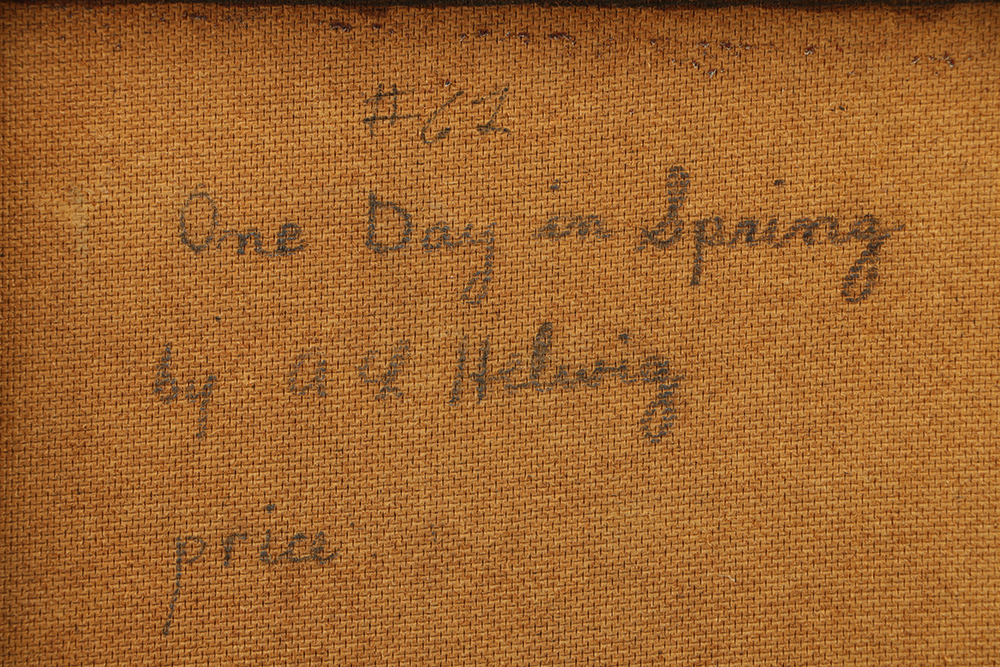 #62
One Day in Spring
by A L Helwig
price